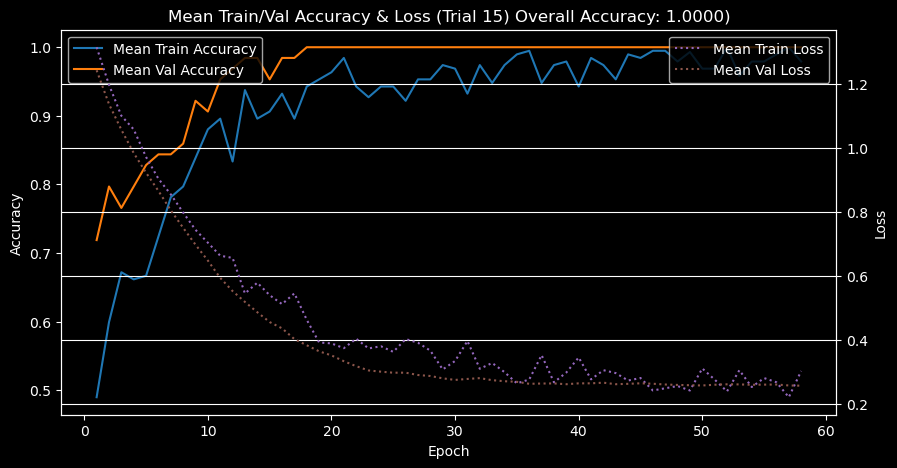 Mean Train/Val Accuracy & Loss (Trial 15) Overall Accuracy: 1.0000)
Mean Train Accuracy
Mean Val Accuracy
Mean Train Loss
Mean Val Loss
1.0
0.9
0.8
0.7
0.6
0.5
Accuracy
1.2
1.0
0.8
0.6
0.4
0.2
Loss
0 10 20 30 40 50 60
Epoch